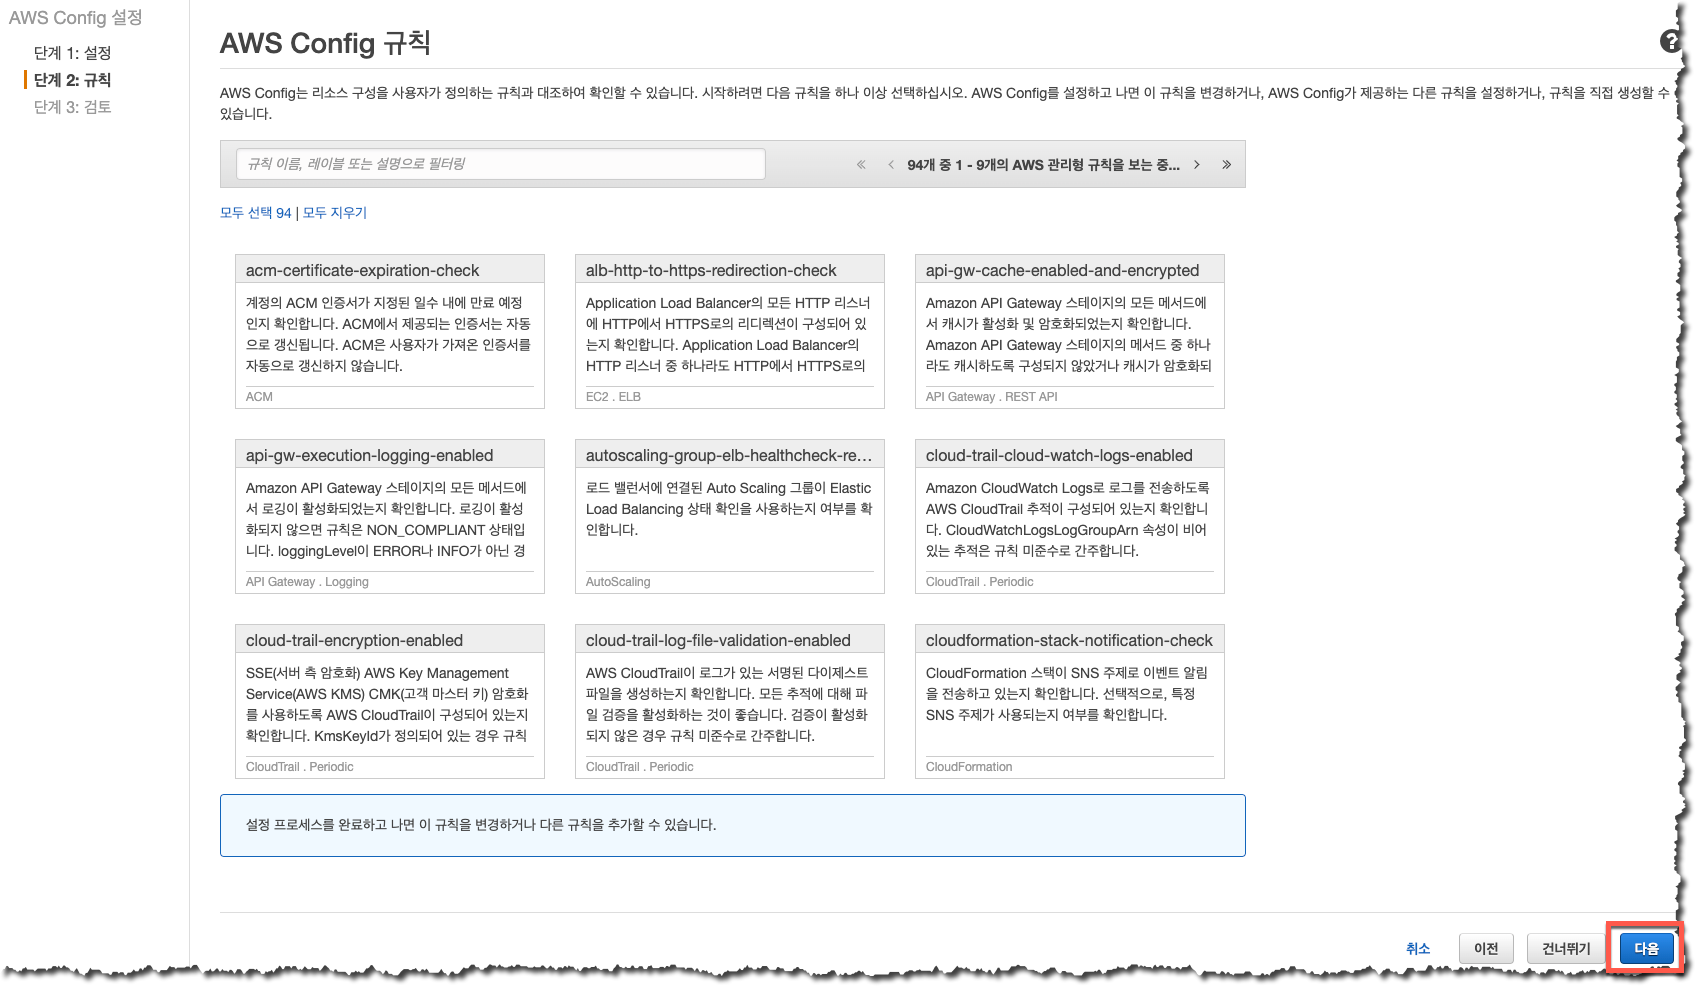 AWS Config 설정
단계 1: 설정
단계 2: 규칙
단계 3: 검토
AWS Config 규칙
?
AWS Config는 리소스 구성을 사용자가 정의하는 규칙과 대조하여 확인할 수 있습니다. 시작하려면 다음 규칙을 하나 이상 선택하십시오. AWS Config를 설정하고 나면 이 규칙을 변경하거나, AWS Config가 제공하는 다른 규칙을 설정하거나, 규칙을 직접 생성할 수
있습니다.
규칙 이름, 레이블 또는 설명으로 필터링
« ‹ 94개 중 1 - 9개의 AWS 관리형 규칙을 보는 중... › »
모두 선택 94 | 모두 지우기
acm-certificate-expiration-check
계정의 ACM 인증서가 지정된 일수 내에 만료 예정
인지 확인합니다. ACM에서 제공되는 인증서는 자동
으로 갱신됩니다. ACM은 사용자가 가져온 인증서를
자동으로 갱신하지 않습니다.
ACM
alb-http-to-https-redirection-check
Application Load Balancer의 모든 HTTP 리스너
에 HTTP에서 HTTPS로의 리디렉션이 구성되어 있
는지 확인합니다. Application Load Balancer의
HTTP 리스너 중 하나라도 HTTP에서 HTTPS로의
EC2 . ELB
api-gw-cache-enabled-and-encrypted
Amazon API Gateway 스테이지의 모든 메서드에
서 캐시가 활성화 및 암호화되었는지 확인합니다.
Amazon API Gateway 스테이지의 메서드 중 하나
라도 캐시하도록 구성되지 않았거나 캐시가 암호화되
API Gateway . REST API
api-gw-execution-logging-enabled
Amazon API Gateway 스테이지의 모든 메서드에
서 로깅이 활성화되었는지 확인합니다. 로깅이 활성
화되지 않으면 규칙은 NON_COMPLIANT 상태입
니다. loggingLevel이 ERROR나 INFO가 아닌 경
API Gateway . Logging
autoscaling-group-elb-healthcheck-re...
로드 밸런서에 연결된 Auto Scaling 그룹이 Elastic
Load Balancing 상태 확인을 사용하는지 여부를 확
인합니다.
AutoScaling
cloud-trail-cloud-watch-logs-enabled
Amazon CloudWatch Logs로 로그를 전송하도록
AWS CloudTrail 추적이 구성되어 있는지 확인합니
다. CloudWatchLogsLogGroupArn 속성이 비어
있는 추적은 규칙 미준수로 간주합니다.
CloudTrail . Periodic
cloud-trail-encryption-enabled
SSE(서버 측 암호화) AWS Key Management
Service(AWS KMS) CMK(고객 마스터 키) 암호화
를 사용하도록 AWS CloudTrail이 구성되어 있는지
확인합니다. KmsKeyId가 정의되어 있는 경우 규칙
CloudTrail . Periodic
cloud-trail-log-file-validation-enabled
AWS CloudTrail이 로그가 있는 서명된 다이제스트
파일을 생성하는지 확인합니다. 모든 추적에 대해 파
일 검증을 활성화하는 것이 좋습니다. 검증이 활성화
되지 않은 경우 규칙 미준수로 간주합니다.
CloudTrail . Periodic
cloudformation-stack-notification-check
CloudFormation 스택이 SNS 주제로 이벤트 알림
을 전송하고 있는지 확인합니다. 선택적으로, 특정
SNS 주제가 사용되는지 여부를 확인합니다.
CloudFormation
설정 프로세스를 완료하고 나면 이 규칙을 변경하거나 다른 규칙을 추가할 수 있습니다.
취소 이전 건너뛰기 다음